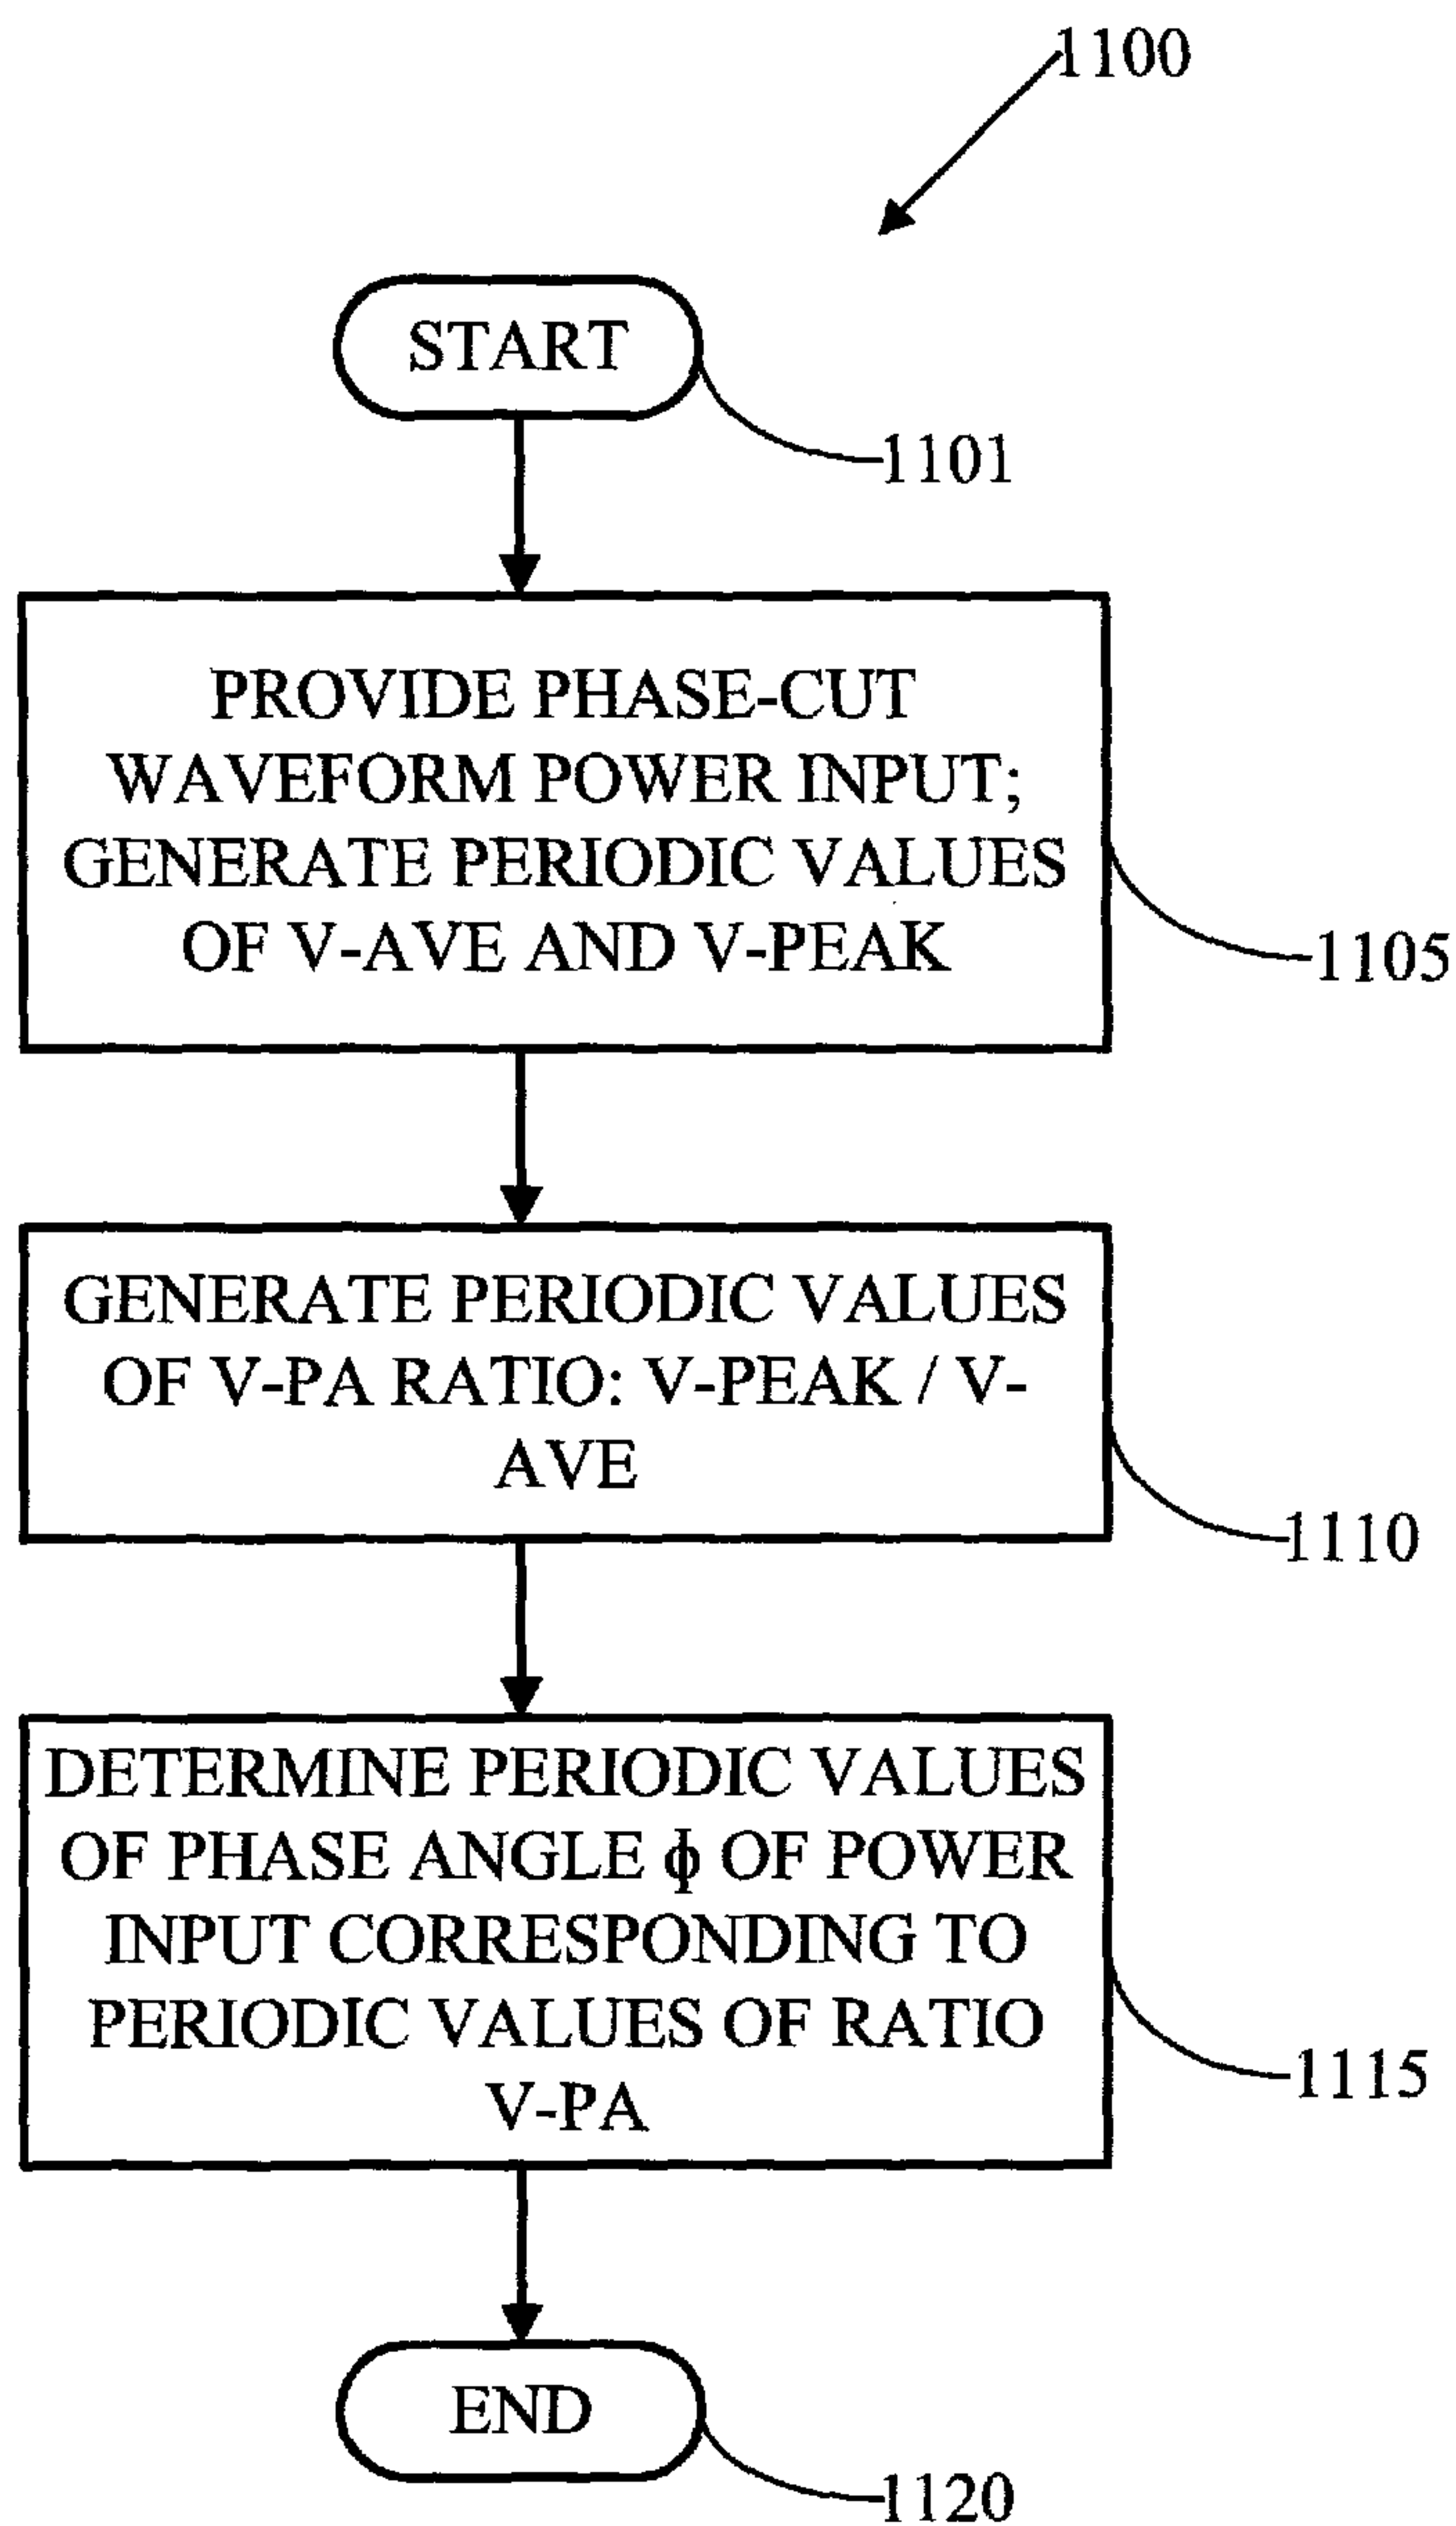 1100
START
1101
PROVIDE PHASE-CUT
WAVEFORM POWER INPUT;
GENERATE PERIODIC VALUES
OF V-AVE AND V-PEAK
1105
GENERATE PERIODIC VALUES
OF V-PA RATIO: V-PEAK / V-
AVE
1110
DETERMINE PERIODIC VALUES
OF PHASE ANGLE ϕ OF POWER
INPUT CORRESPONDING TO
PERIODIC VALUES OF RATIO
V-PA
1115
END
1120